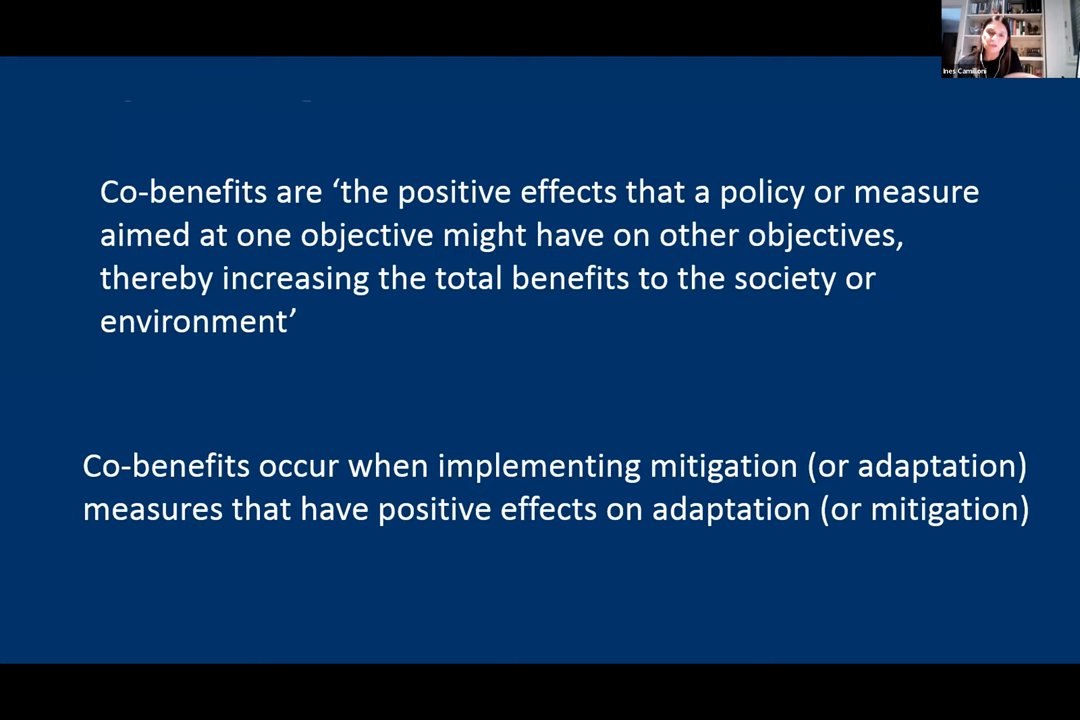 Ines Camilloni
Co-benefits are ‘the positive effects that a policy or measure
aimed at one objective might have on other objectives,
thereby increasing the total benefits to the society or
environment’
Co-benefits occur when implementing mitigation (or adaptation)
measures that have positive effects on adaptation (or mitigation)